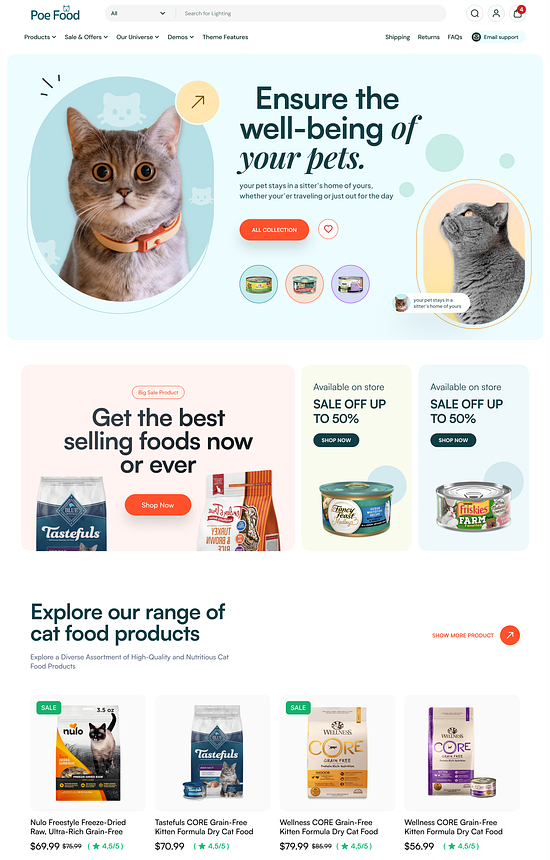 Poe Food
All
Search for Lighting
4
Products
Sale & Offers
Our Universe
Demos
Theme Features
Shipping
Returns
FAQs
Email support
Ensure the
well-being of
your pets.
your pet stays in a sitter's home of yours,
whether your'er traveling or just out for the day
ALL COLLECTION
your pet stays in a
sitter's home of yours
Big Sale Product
Get the best
selling foods now
or ever
Shop Now
BLUE
Tastefuls
TURKEY
RICE
Available on store
SALE OFF UP
TO 50%
SHOP NOW
Fancy
Feast
Medleys
Available on store
SALE OFF UP
TO 50%
SHOP NOW
Friskies
FARM
Explore our range of
cat food products
Explore a Diverse Assortment of High-Quality and Nutritious Cat
Food Products
SHOW MORE PRODUCT
SALE
3.5 oz
nulo
Nulo Freestyle Freeze-Dried
Raw, Ultra-Rich Grain-Free
$69.99 $75,99 ( ★ 4,5/5 )
BLUE
Tastefuls
Tastefuls CORE Grain-Free
Kitten Formula Dry Cat Food
$70.99 ( ★ 4,5/5 )
SALE
WELLNESS
CORE
GRAIN FREE
INDOOR
Wellness CORE Grain-Free
Kitten Formula Dry Cat Food
$79.99 $85,99 ( ★ 4,5/5 )
WELLNESS
CORE
GRAIN FREE
Wellness CORE Grain-Free
Kitten Formula Dry Cat Food
$56.99 ( ★ 4,5/5 )